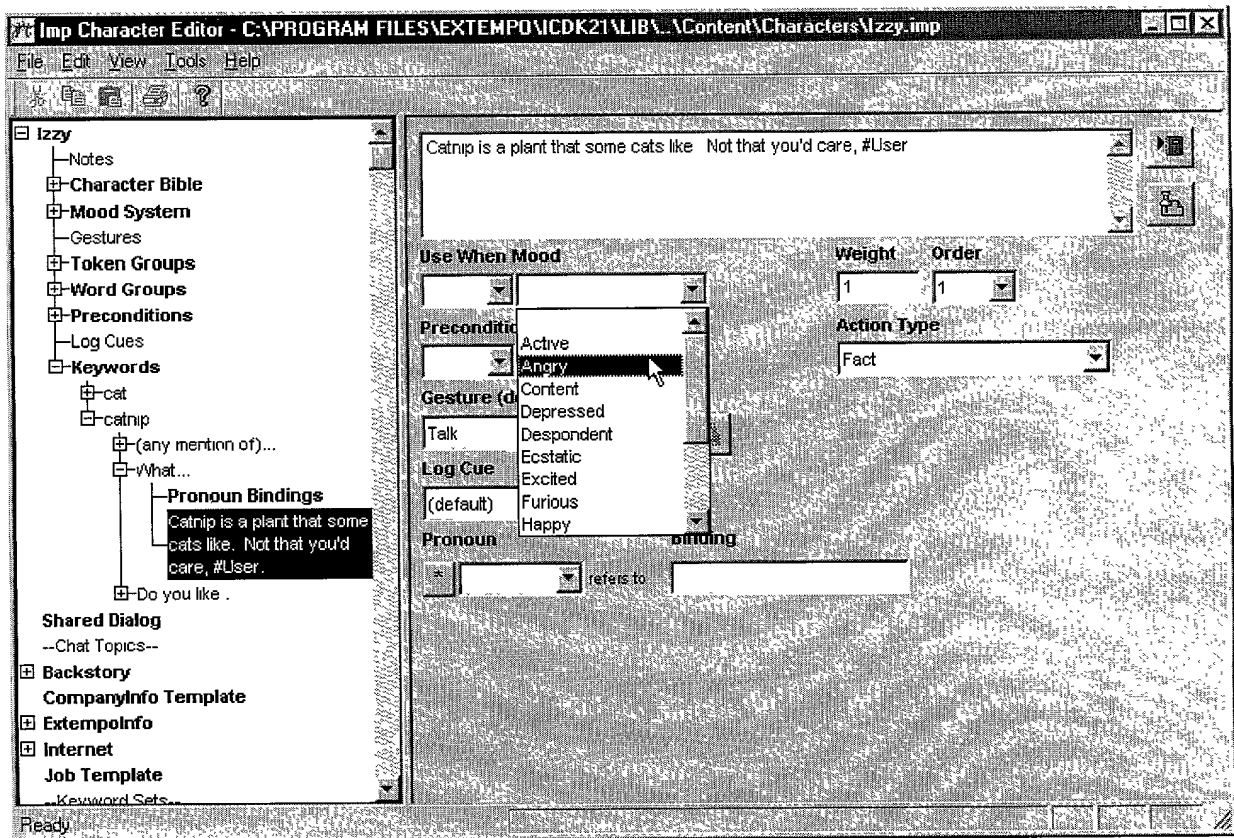 Imp Character Editor - C:\PROGRAM FILES\EXTEMPO\ICDK21\LIB\..\Content\Characters\Izzy.imp
File Edit View Tools Help
Izzy
Notes
Character Bible
Mood System
Gestures
Token Groups
Word Groups
Preconditions
Log Cues
Keywords
cat
catnip
(any mention of)...
What...
Pronoun Bindings
Catnip is a plant that some
cats like. Not that you'd
care, #User.
Do you like .
Shared Dialog
--Chat Topics--
Backstory
CompanyInfo Template
ExtempoInfo
Internet
Job Template
--Keyword Sets--
Catnip is a plant that some cats like Not that you'd care, #User
Use When Mood
Weight Order
1 1
Preconditio
Action Type
Fact
Active
Angry
Content
Depressed
Despondent
Ecstatic
Excited
Furious
Happy
Gesture (d
Talk
Log Cue
(default)
Pronoun Binding
* refers to
Ready